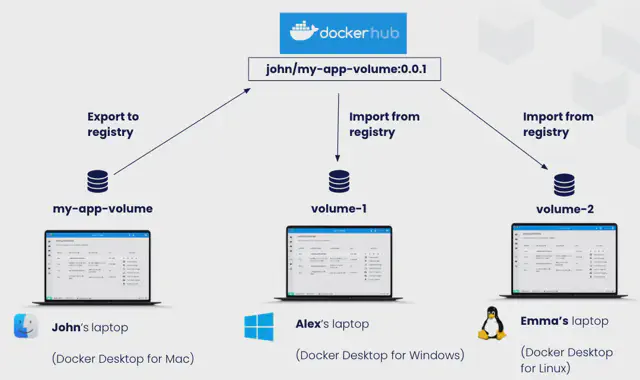 dockerhub
john/my-app-volume:0.0.1
Export to
registry
Import from
registry
Import from
registry
my-app-volume
volume-1
volume-2
John's laptop
(Docker Desktop for Mac)
Alex's laptop
(Docker Desktop for Windows)
Emma's laptop
(Docker Desktop
for Linux)